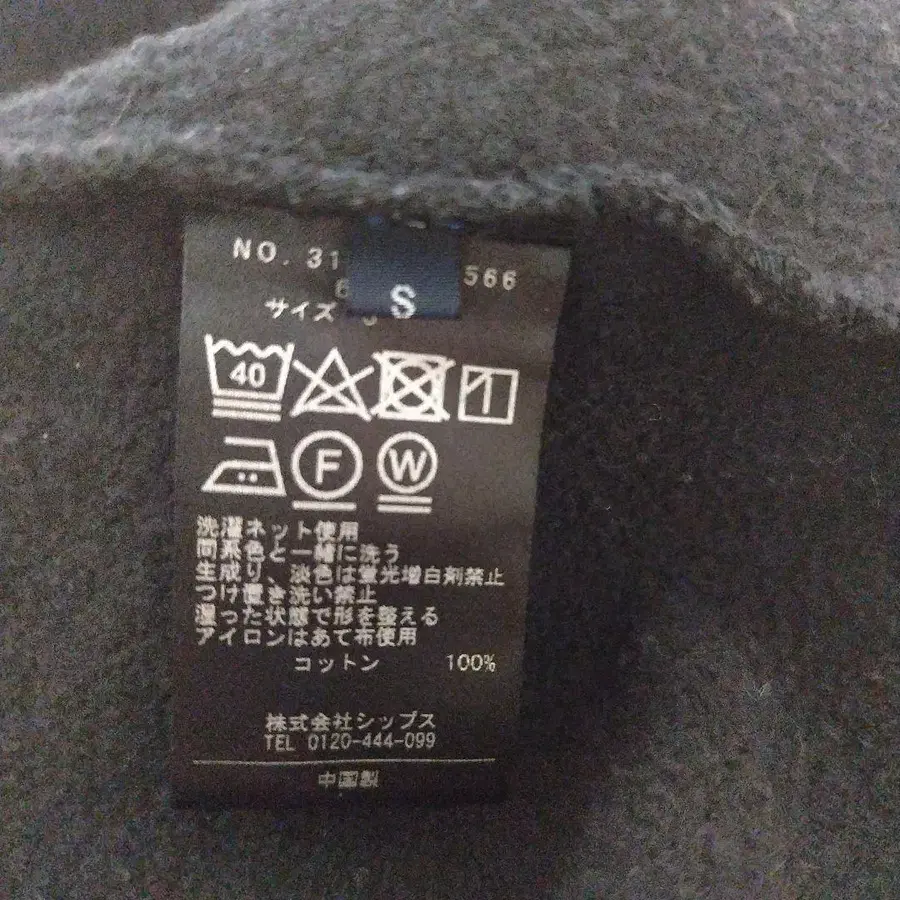 NO. 31 566
S
サイズ
40
F
W
洗濯ネット使用
同系色と一緒に洗う
生成り、淡色は蛍光増白剤禁止
つけ置き洗い禁止
湿った状態で形を整える
アイロンはあて布使用
コットン 100%
株式会社シップス
TEL 0120-444-099
中国製